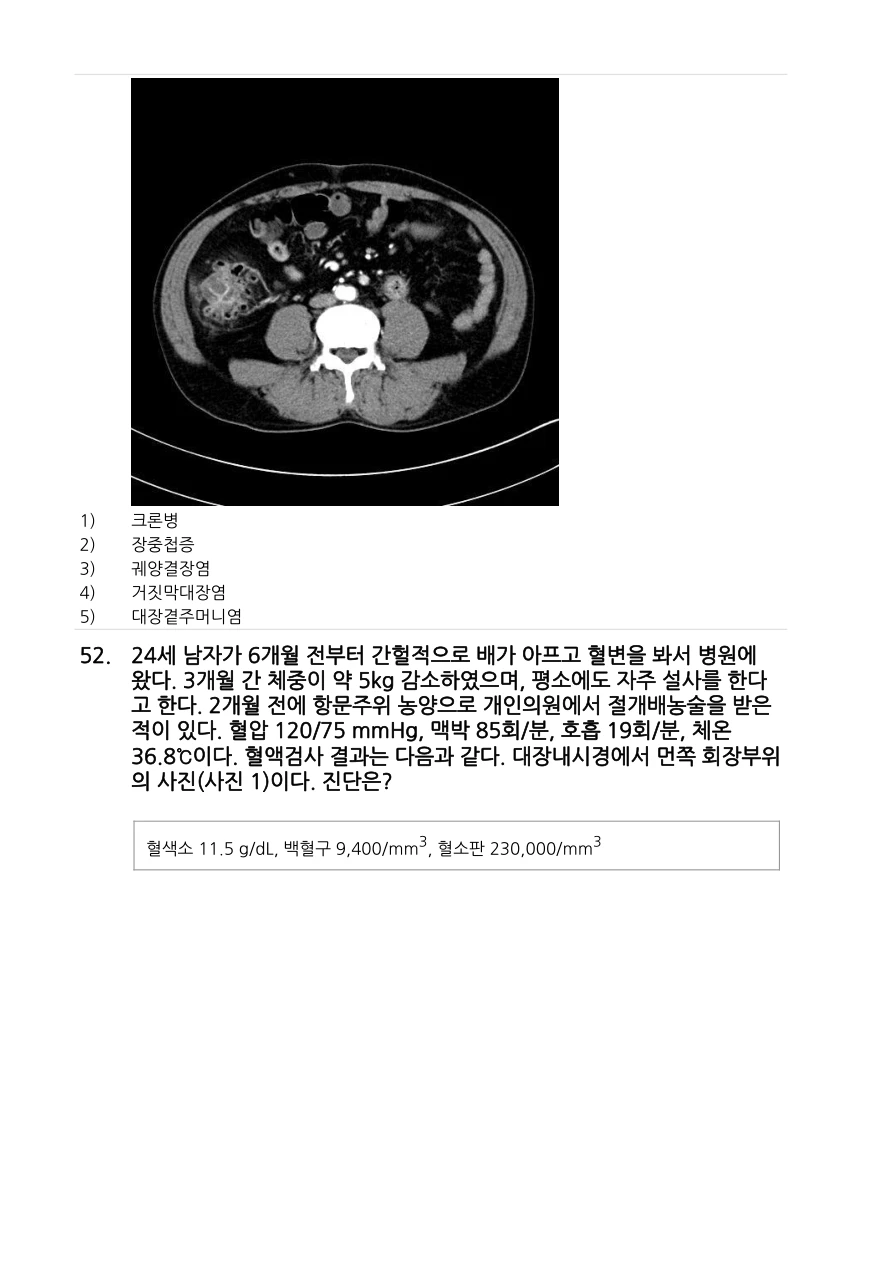 1) 크론병
2) 장중첩증
3) 궤양결장염
4) 거짓막대장염
5) 대장곁주머니염
52. 24세 남자가 6개월 전부터 간헐적으로 배가 아프고 혈변을 봐서 병원에
왔다. 3개월 간 체중이 약 5kg 감소하였으며, 평소에도 자주 설사를 한다
고 한다. 2개월 전에 항문주위 농양으로 개인의원에서 절개배농술을 받은
적이 있다. 혈압 120/75 mmHg, 맥박 85회/분, 호흡 19회/분, 체온
36.8℃이다. 혈액검사 결과는 다음과 같다. 대장내시경에서 먼쪽 회장부위
의 사진(사진 1)이다. 진단은?
혈색소 11.5 g/dL, 백혈구 9,400/mm³, 혈소판 230,000/mm³